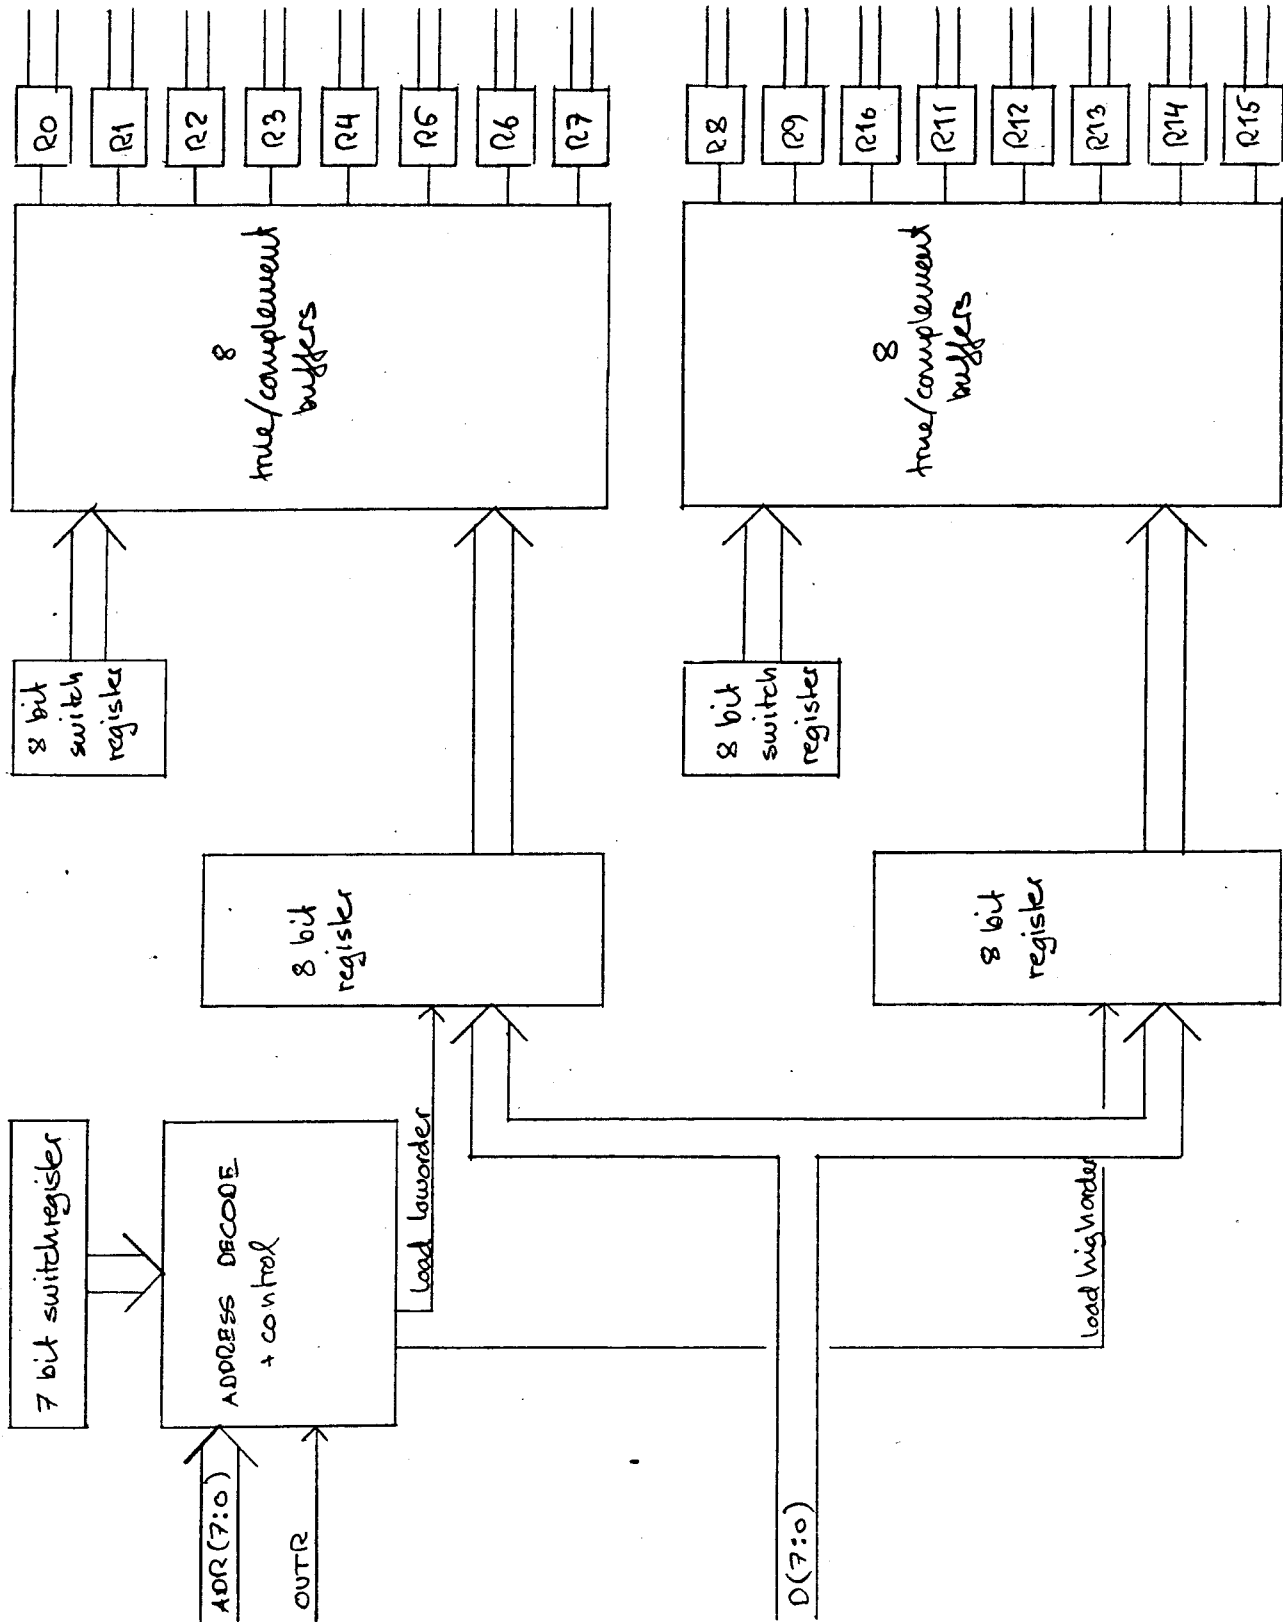 7 bit switchregister
8 bit
switch
register
R0
R1
R2
R3
R4
R5
R6
R7
ADR(7:0)
OUTR
ADDRESS DECODE
+ control
8
true/complement
buffers
8 bit
register
load loworder
D(7:0)
8 bit
switch
register
R8
R9
R10
R11
R12
R13
R14
R15
8
true/complement
buffers
8 bit
register
load highorder